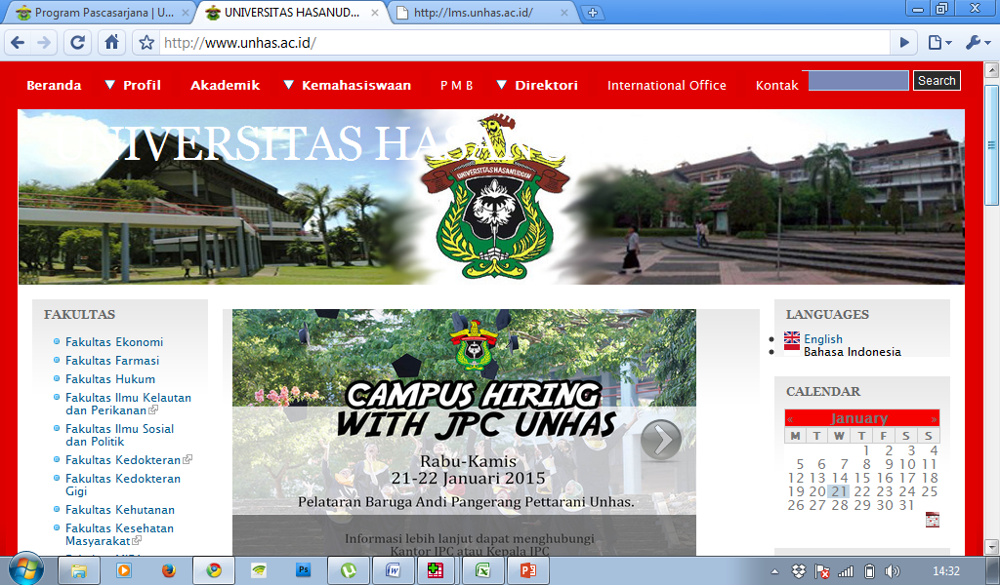 Program Pascasarjana | U...
UNIVERSITAS HASANUD...
http://lms.unhas.ac.id/
http://www.unhas.ac.id/
Beranda Profil Akademik Kemahasiswaan P M B Direktori International Office Kontak Search
UNIVERSITAS HASANU
UNIVERSITAS HASANUDDIN
FAKULTAS
Fakultas Ekonomi
Fakultas Farmasi
Fakultas Hukum
Fakultas Ilmu Kelautan
dan Perikanan
Fakultas Ilmu Sosial
dan Politik
Fakultas Kedokteran
Fakultas Kedokteran
Gigi
Fakultas Kehutanan
Fakultas Kesehatan
Masyarakat
CAMPUS HIRING
WITH JPC UNHAS
Rabu-Kamis
21-22 Januari 2015
Pelataran Baruga Andi Pangerang Pettarani Unhas.
Informasi lebih lanjut dapat menghubungi
Kantor JPC atau Kepala JPC
LANGUAGES
English
Bahasa Indonesia
CALENDAR
« January »
M T W T F S S
1 2 3 4
5 6 7 8 9 10 11
12 13 14 15 16 17 18
19 20 21 22 23 24 25
26 27 28 29 30 31
Ps
14:32